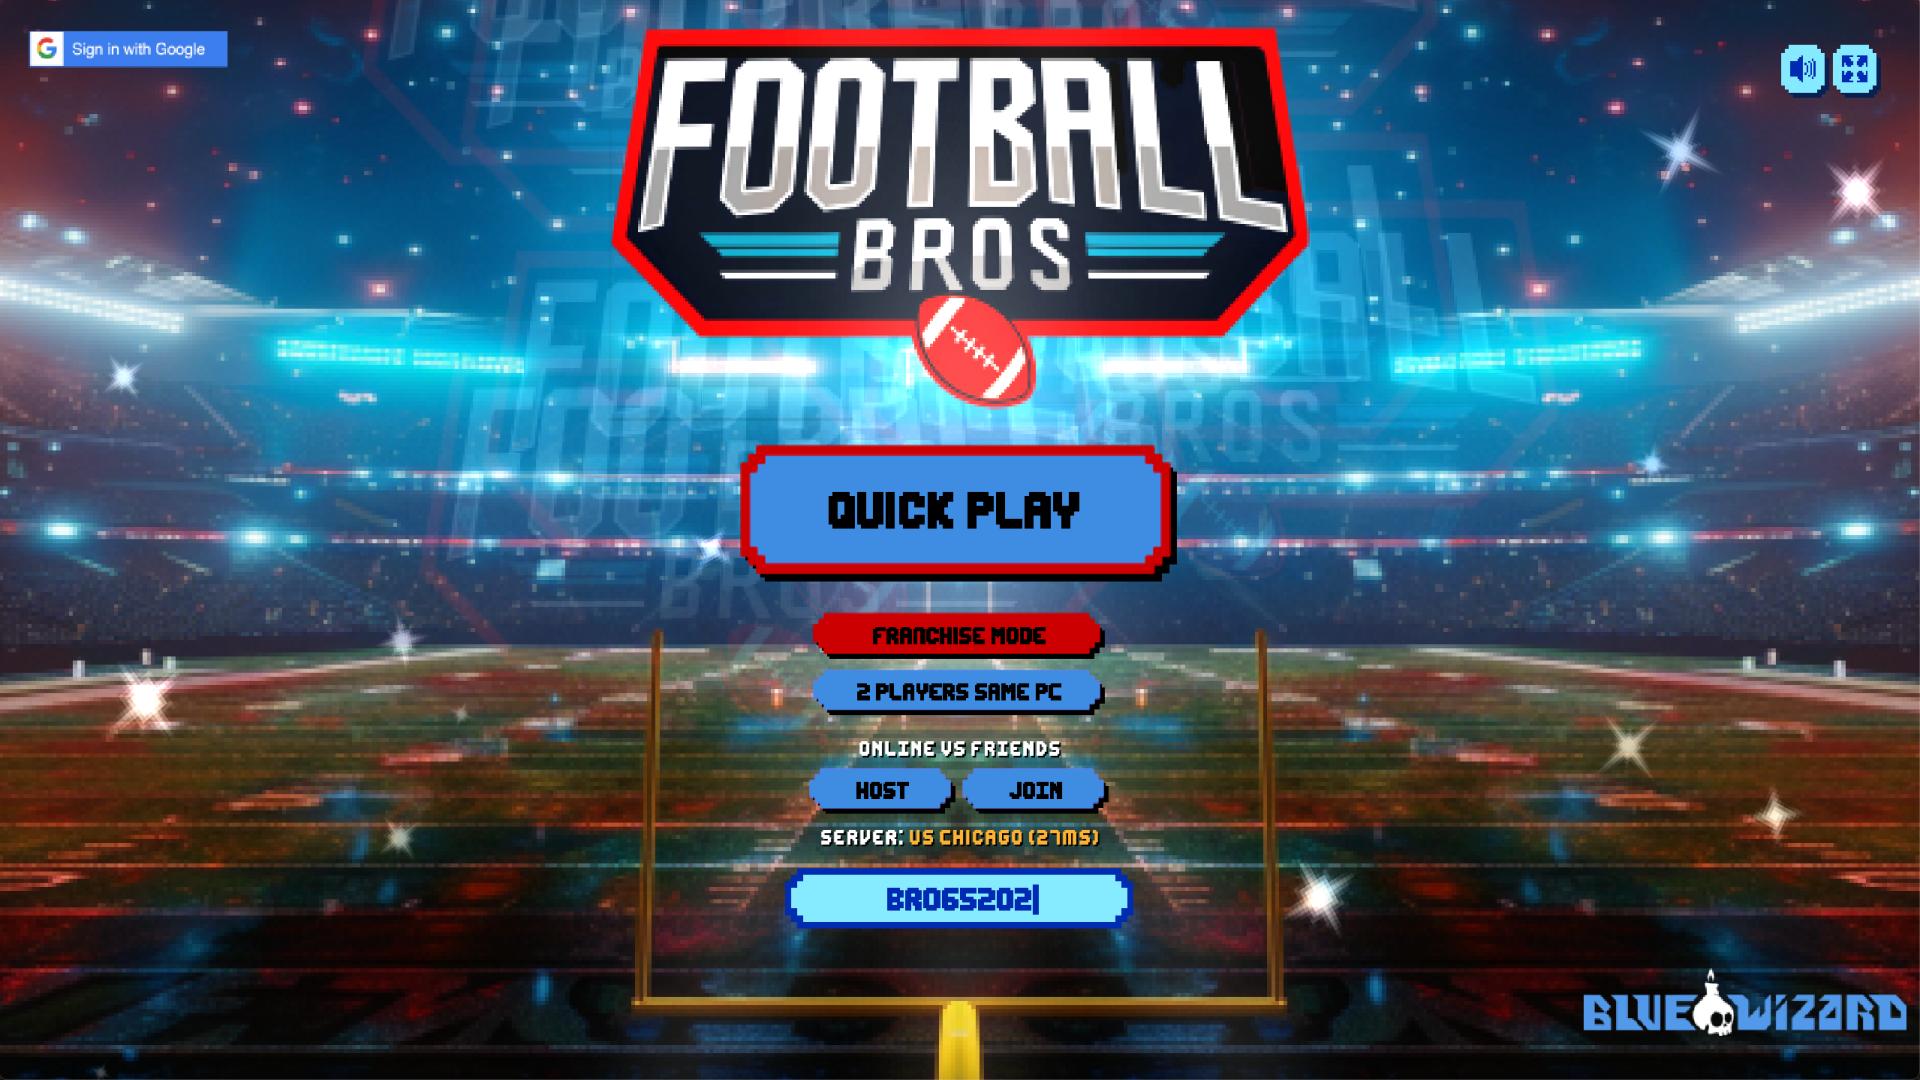 Sign in with Google
FOOTBALL
BROS
QUICK PLAY
FRANCHISE MODE
2 PLAYERS SAME PC
ONLINE VS FRIENDS
HOST
JOIN
SERVER: US CHICAGO (27MS)
BRO65202
BLUE WIZARD